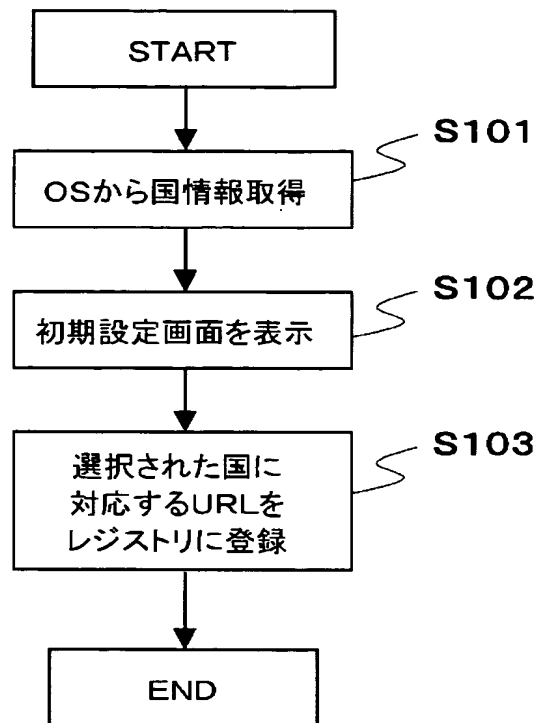 START
S101
OSから国情報取得
S102
初期設定画面を表示
S103
選択された国に
対応するURLを
レジストリに登録
END